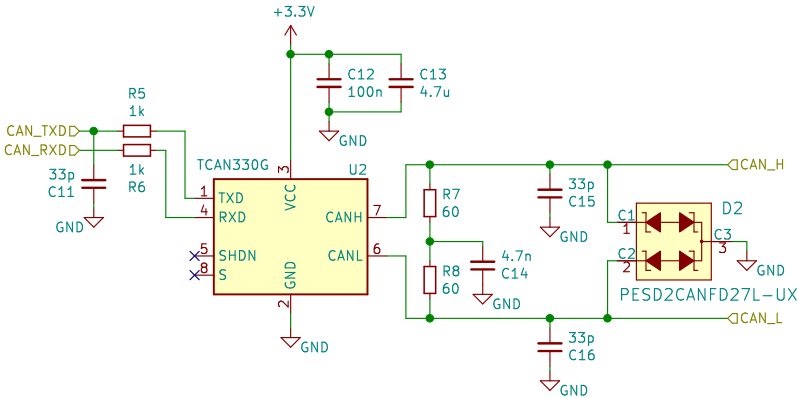 +3.3V
C12
100n
C13
4.7u
GND
R5
1k
CAN_TXD
CAN_RXD
1k
R6
33p
C11
GND
TCAN330G
U2
3
VCC
1
TXD
4
RXD
5
SHDN
8
S
CANH
7
CANL
6
GND
2
GND
R7
60
R8
60
4.7n
C14
GND
33p
C15
GND
CAN_H
D2
C1
1
C2
2
C3
3
GND
PESD2CANFD27L-UX
CAN_L
33p
C16
GND